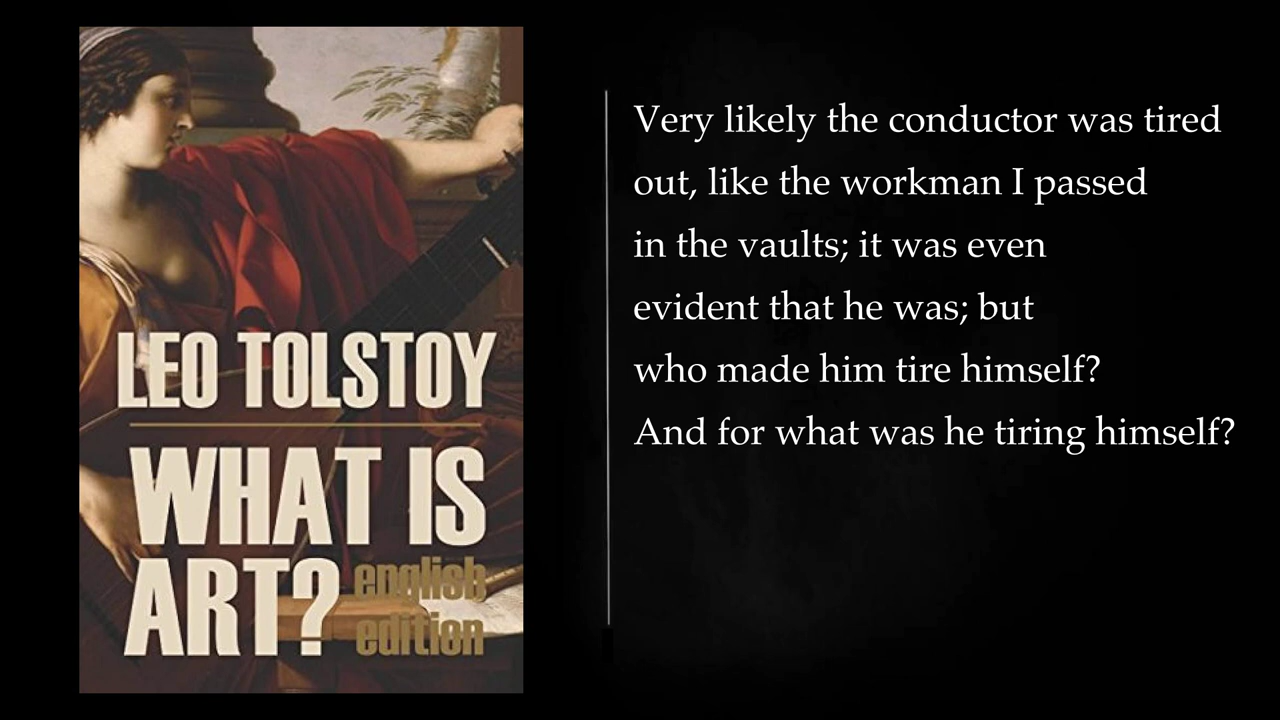 LEO TOLSTOY
WHAT IS
ART?
english
edition
Very likely the conductor was tired
out, like the workman I passed
in the vaults; it was even
evident that he was; but
who made him tire himself?
And for what was he tiring himself?